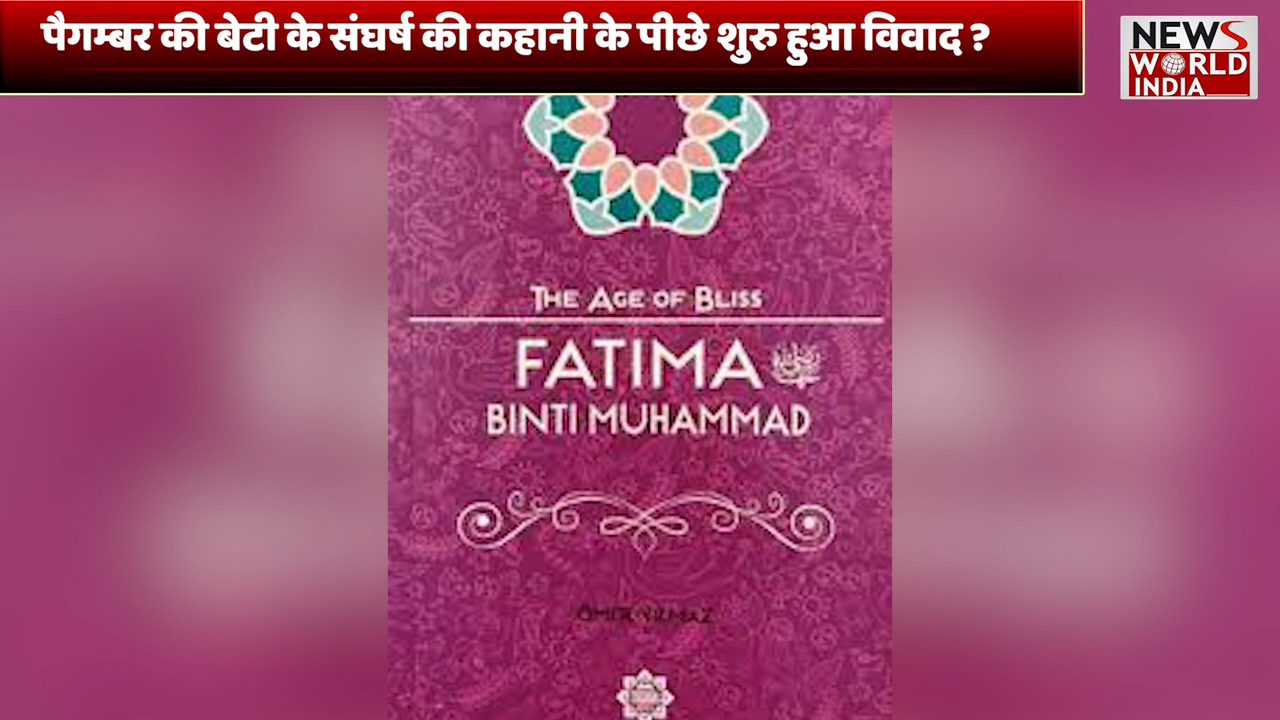 पैगम्बर की बेटी के संघर्ष की कहानी के पीछे शुरु हुआ विवाद ?
NEWS
WORLD
INDIA
THE AGE OF BLISS
FATIMA
BINTI MUHAMMAD